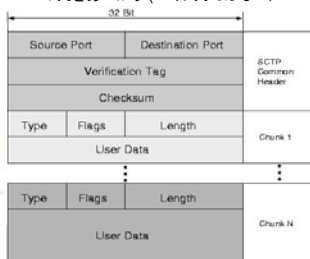 32 Bit
Source Port Destination Port
Verification Tag
Checksum
SCTP
Common
Header
Type Flags Length
User Data
Chunk 1
Type Flags Length
User Data
Chunk N